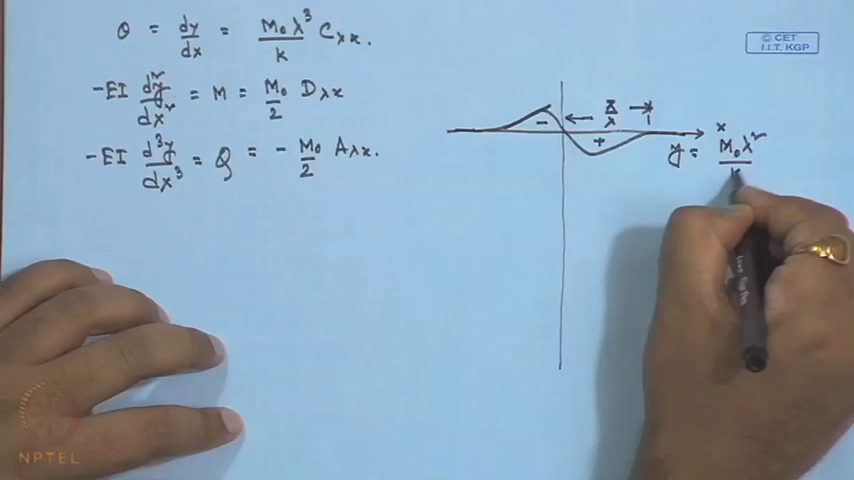 θ = dy/dx = M₀λ³/k Cλx.
-EI d²y/dx² = M = M₀/2 Dλx
-EI d³y/dx³ = Q = - M₀/2 Aλx.
© CET
I.I.T. KGP
π/λ
x
-
+
y = M₀λ²/k
NPTEL